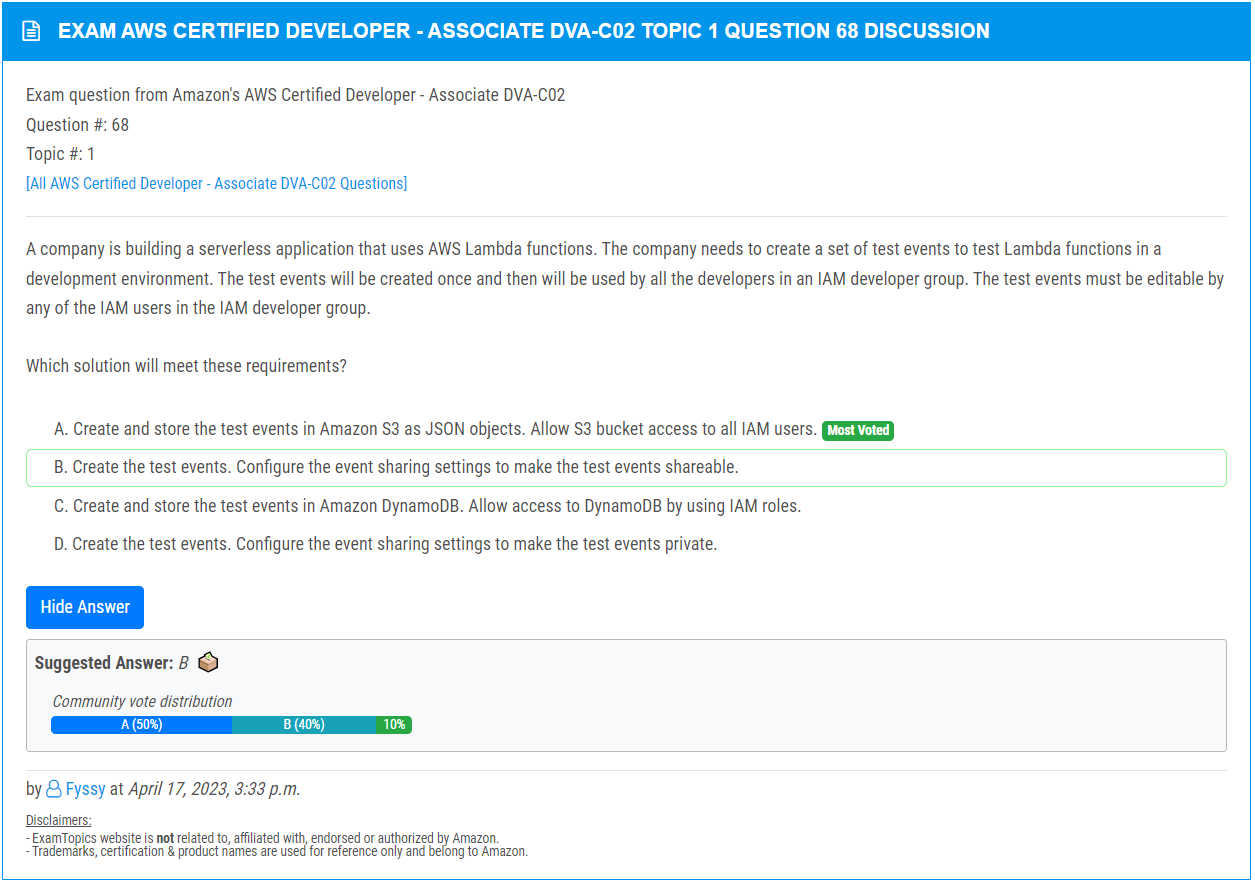 EXAM AWS CERTIFIED DEVELOPER - ASSOCIATE DVA-C02 TOPIC 1 QUESTION 68 DISCUSSION
Exam question from Amazon's AWS Certified Developer - Associate DVA-C02
Question #: 68
Topic #: 1
[All AWS Certified Developer - Associate DVA-C02 Questions]
A company is building a serverless application that uses AWS Lambda functions. The company needs to create a set of test events to test Lambda functions in a
development environment. The test events will be created once and then will be used by all the developers in an IAM developer group. The test events must be editable by
any of the IAM users in the IAM developer group.
Which solution will meet these requirements?
A. Create and store the test events in Amazon S3 as JSON objects. Allow S3 bucket access to all IAM users. Most Voted
B. Create the test events. Configure the event sharing settings to make the test events shareable.
C. Create and store the test events in Amazon DynamoDB. Allow access to DynamoDB by using IAM roles.
D. Create the test events. Configure the event sharing settings to make the test events private.
Hide Answer
Suggested Answer: B
Community vote distribution
A (50%) B (40%) 10%
by Fyssy at April 17, 2023, 3:33 p.m.
Disclaimers:
- ExamTopics website is not related to, affiliated with, endorsed or authorized by Amazon.
- Trademarks, certification & product names are used for reference only and belong to Amazon.